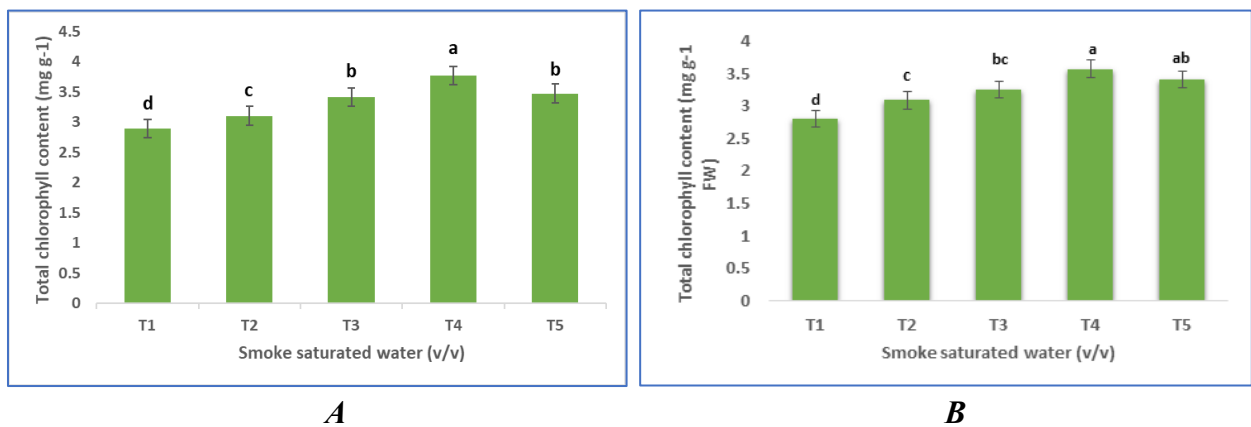 Total chlorophyll content (mg g-1)
4.5
4
3.5
3
2.5
2
1.5
1
0.5
0
d
c
b
a
b
T1 T2 T3 T4 T5
Smoke saturated water (v/v)
A
Total chlorophyll content (mg g-1
FW)
4
3.5
3
2.5
2
1.5
1
0.5
0
d
c
bc
a
ab
T1 T2 T3 T4 T5
Smoke saturated water (v/v)
B